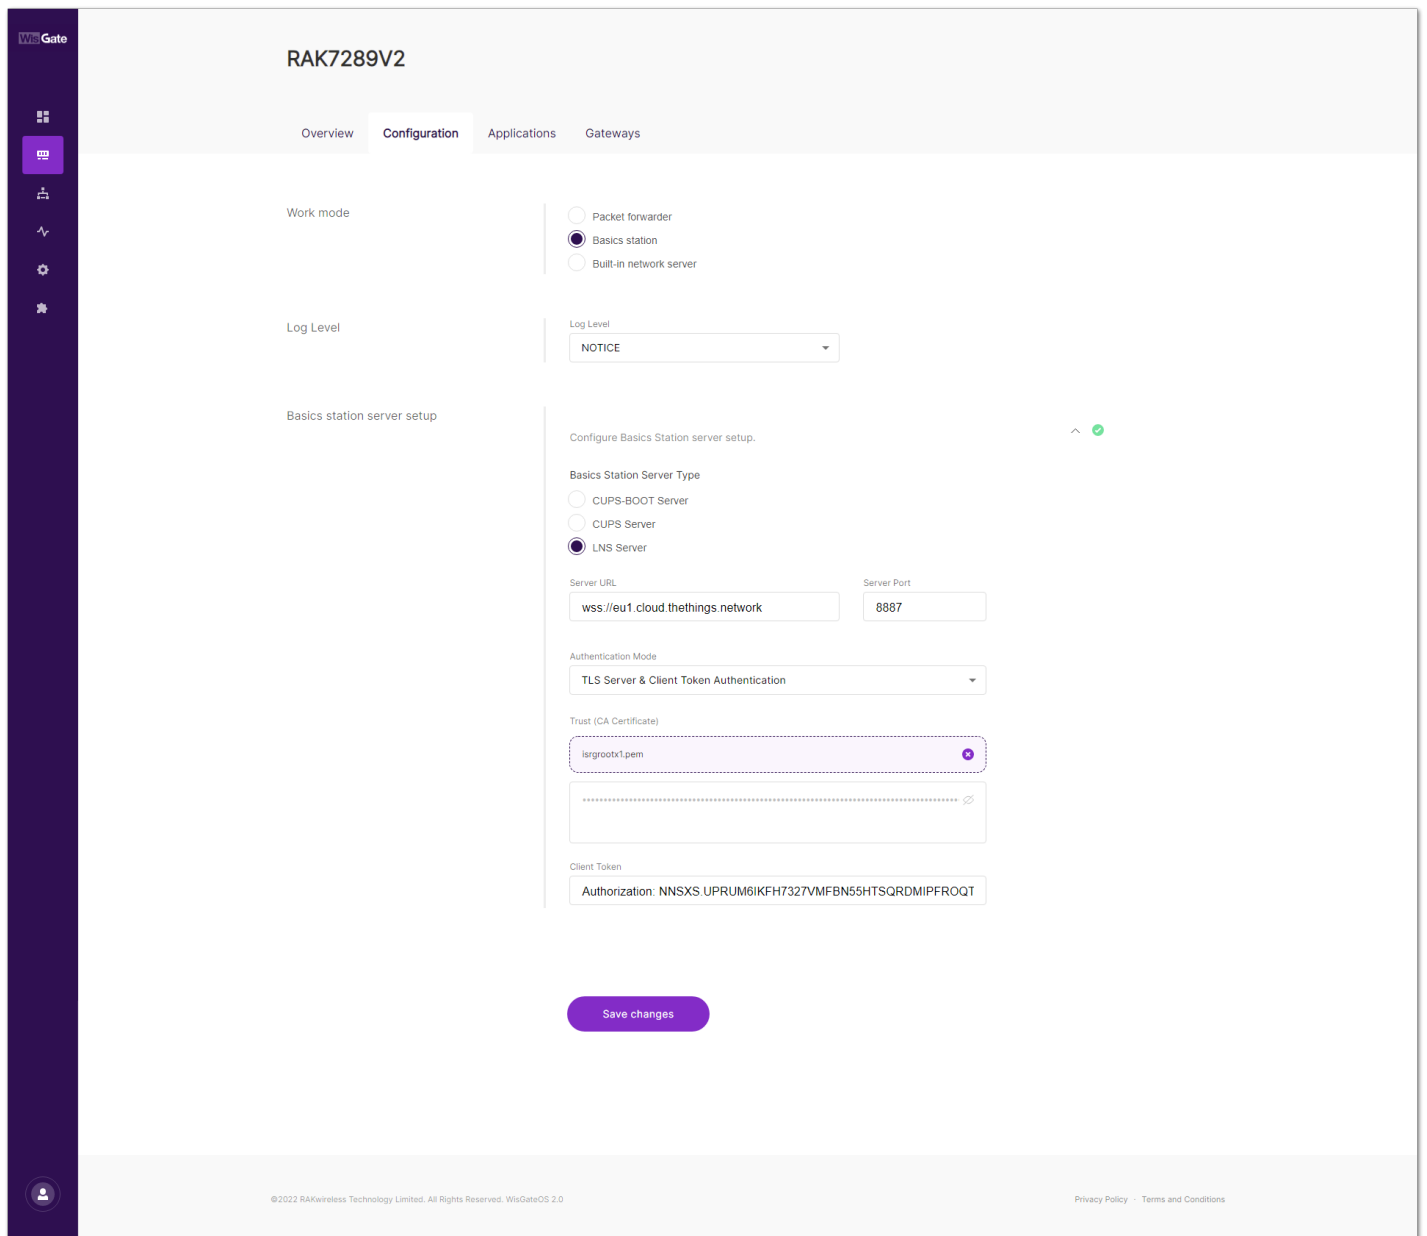 WisGate
RAK7289V2
Overview Configuration Applications Gateways
Work mode
Packet forwarder
Basics station
Built-in network server
Log Level
Log Level
NOTICE
Basics station server setup
Configure Basics Station server setup.
Basics Station Server Type
CUPS-BOOT Server
CUPS Server
LNS Server
Server URL Server Port
wss://eu1.cloud.thethings.network 8887
Authentication Mode
TLS Server & Client Token Authentication
Trust (CA Certificate)
isrgrootx1.pem
Client Token
Authorization: NNSXS.UPRUM6IKFH7327VMFBN55HTSQRDMIPFROQT
Save changes
©2022 RAKwireless Technology Limited. All Rights Reserved. WisGateOS 2.0 Privacy Policy - Terms and Conditions